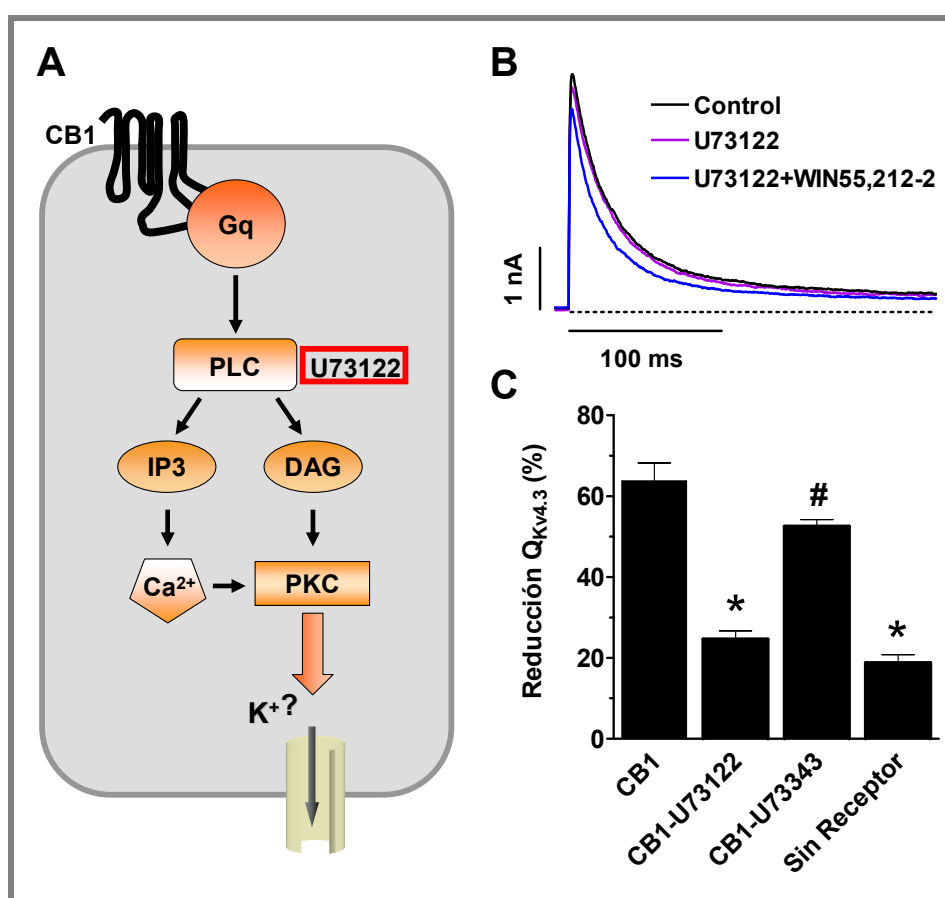 A
CB1
Gq
PLC
U73122
IP3
DAG
Ca²⁺
PKC
K⁺?
B
Control
U73122
U73122+WIN55,212-2
1 nA
100 ms
C
Reducción Q_Kv4.3 (%)
80
60
40
20
0
*
#
*
CB1
CB1-U73122
CB1-U73343
Sin Receptor